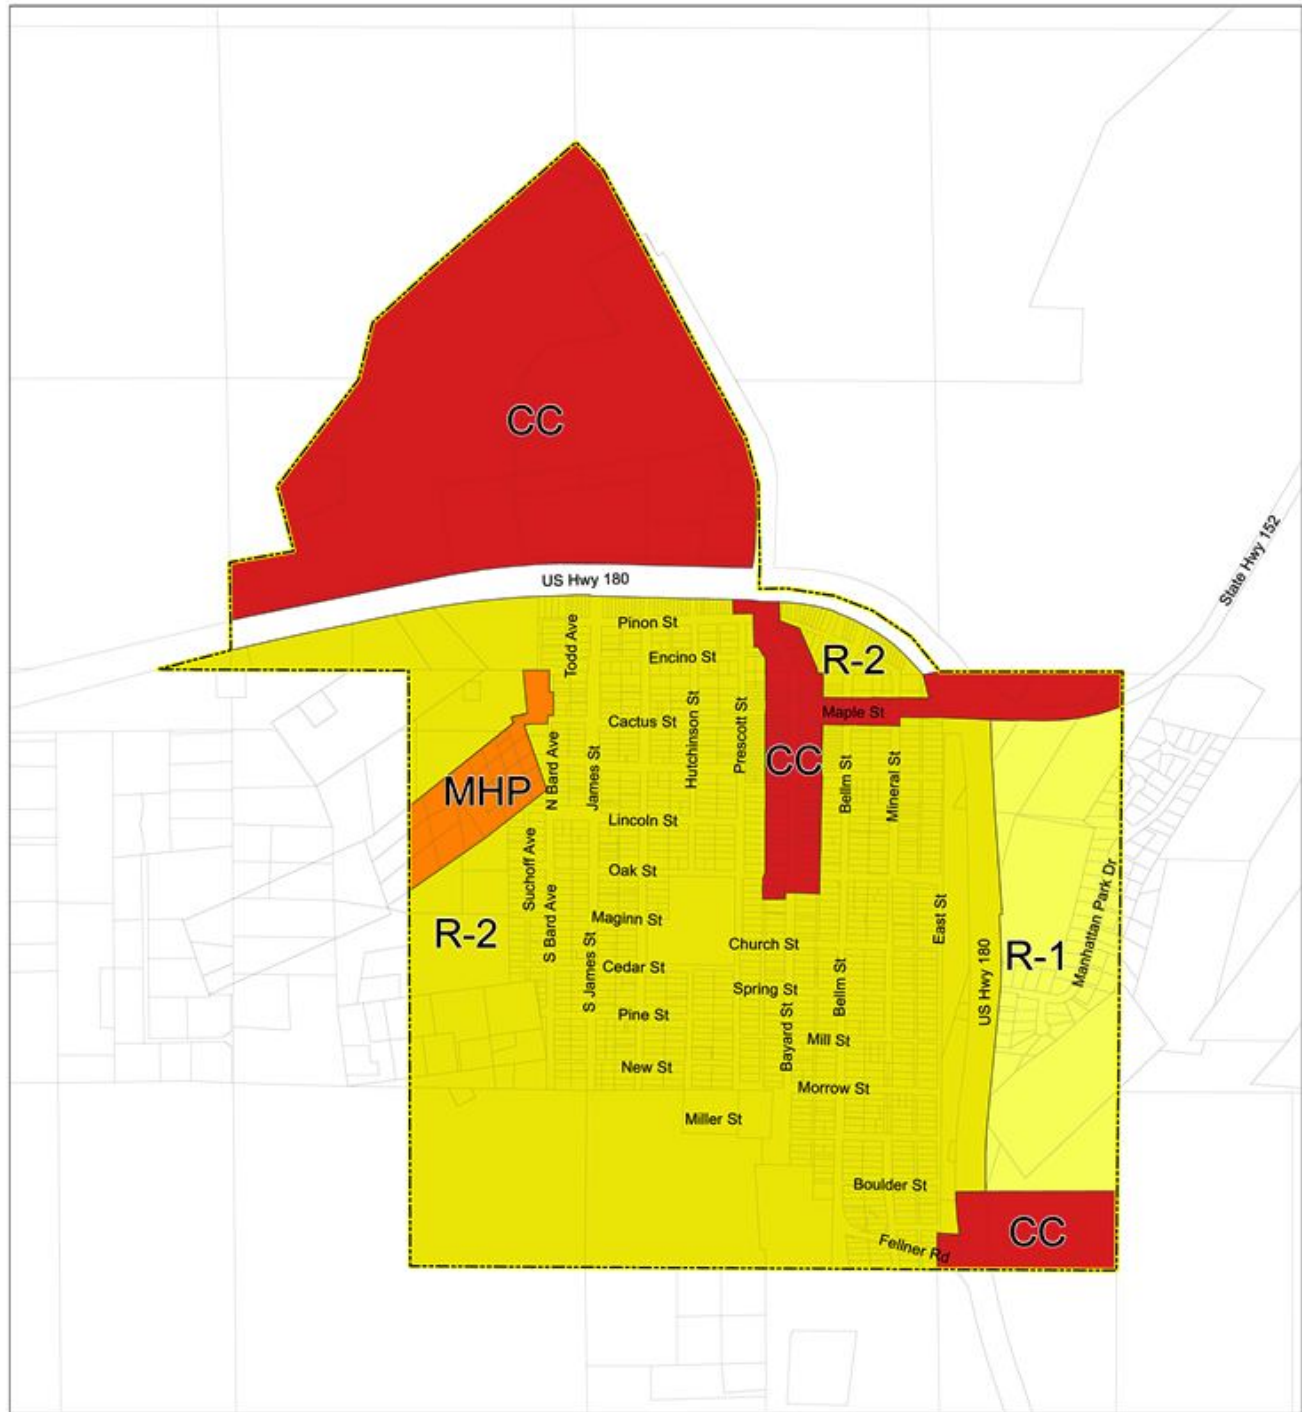 CC
State Hwy 152
US Hwy 180
Pinon St
Todd Ave
Encino St
R-2
Hutchinson St
Prescott St
Maple St
Cactus St
N Bard Ave
James St
CC
Bellm St
Mineral St
MHP
Lincoln St
Suchoff Ave
Oak St
Manhattan Park Dr
S Bard Ave
Maginn St
East St
R-2
Church St
S James St
R-1
US Hwy 180
Cedar St
Bellm St
Spring St
Pine St
Bayard St
Mill St
New St
Morrow St
Miller St
Boulder St
CC
Fellner Rd